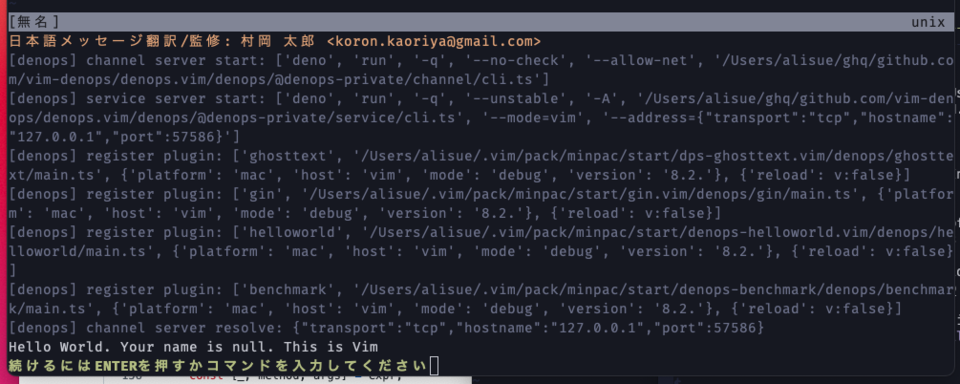 [無名] unix
日本語メッセージ翻訳/監修: 村岡 太郎 <koron.kaoriya@gmail.com>
[denops] channel server start: ['deno', 'run', '-q', '--no-check', '--allow-net', '/Users/alisue/ghq/github.co
m/vim-denops/denops.vim/denops/@denops-private/channel/cli.ts']
[denops] service server start: ['deno', 'run', '-q', '--unstable', '-A', '/Users/alisue/ghq/github.com/vim-den
ops/denops.vim/denops/@denops-private/service/cli.ts', '--mode=vim', '--address={"transport":"tcp","hostname":
"127.0.0.1","port":57586}']
[denops] register plugin: ['ghosttext', '/Users/alisue/.vim/pack/minpac/start/dps-ghosttext.vim/denops/ghostte
xt/main.ts', {'platform': 'mac', 'host': 'vim', 'mode': 'debug', 'version': '8.2.'}, {'reload': v:false}]
[denops] register plugin: ['gin', '/Users/alisue/.vim/pack/minpac/start/gin.vim/denops/gin/main.ts', {'platfor
m': 'mac', 'host': 'vim', 'mode': 'debug', 'version': '8.2.'}, {'reload': v:false}]
[denops] register plugin: ['helloworld', '/Users/alisue/.vim/pack/minpac/start/denops-helloworld.vim/denops/he
lloworld/main.ts', {'platform': 'mac', 'host': 'vim', 'mode': 'debug', 'version': '8.2.'}, {'reload': v:false}
]
[denops] register plugin: ['benchmark', '/Users/alisue/.vim/pack/minpac/start/denops-benchmark/denops/benchmar
k/main.ts', {'platform': 'mac', 'host': 'vim', 'mode': 'debug', 'version': '8.2.'}, {'reload': v:false}]
[denops] channel server resolve: {"transport":"tcp","hostname":"127.0.0.1","port":57586}
Hello World. Your name is null. This is Vim
続けるにはENTERを押すかコマンドを入力してください